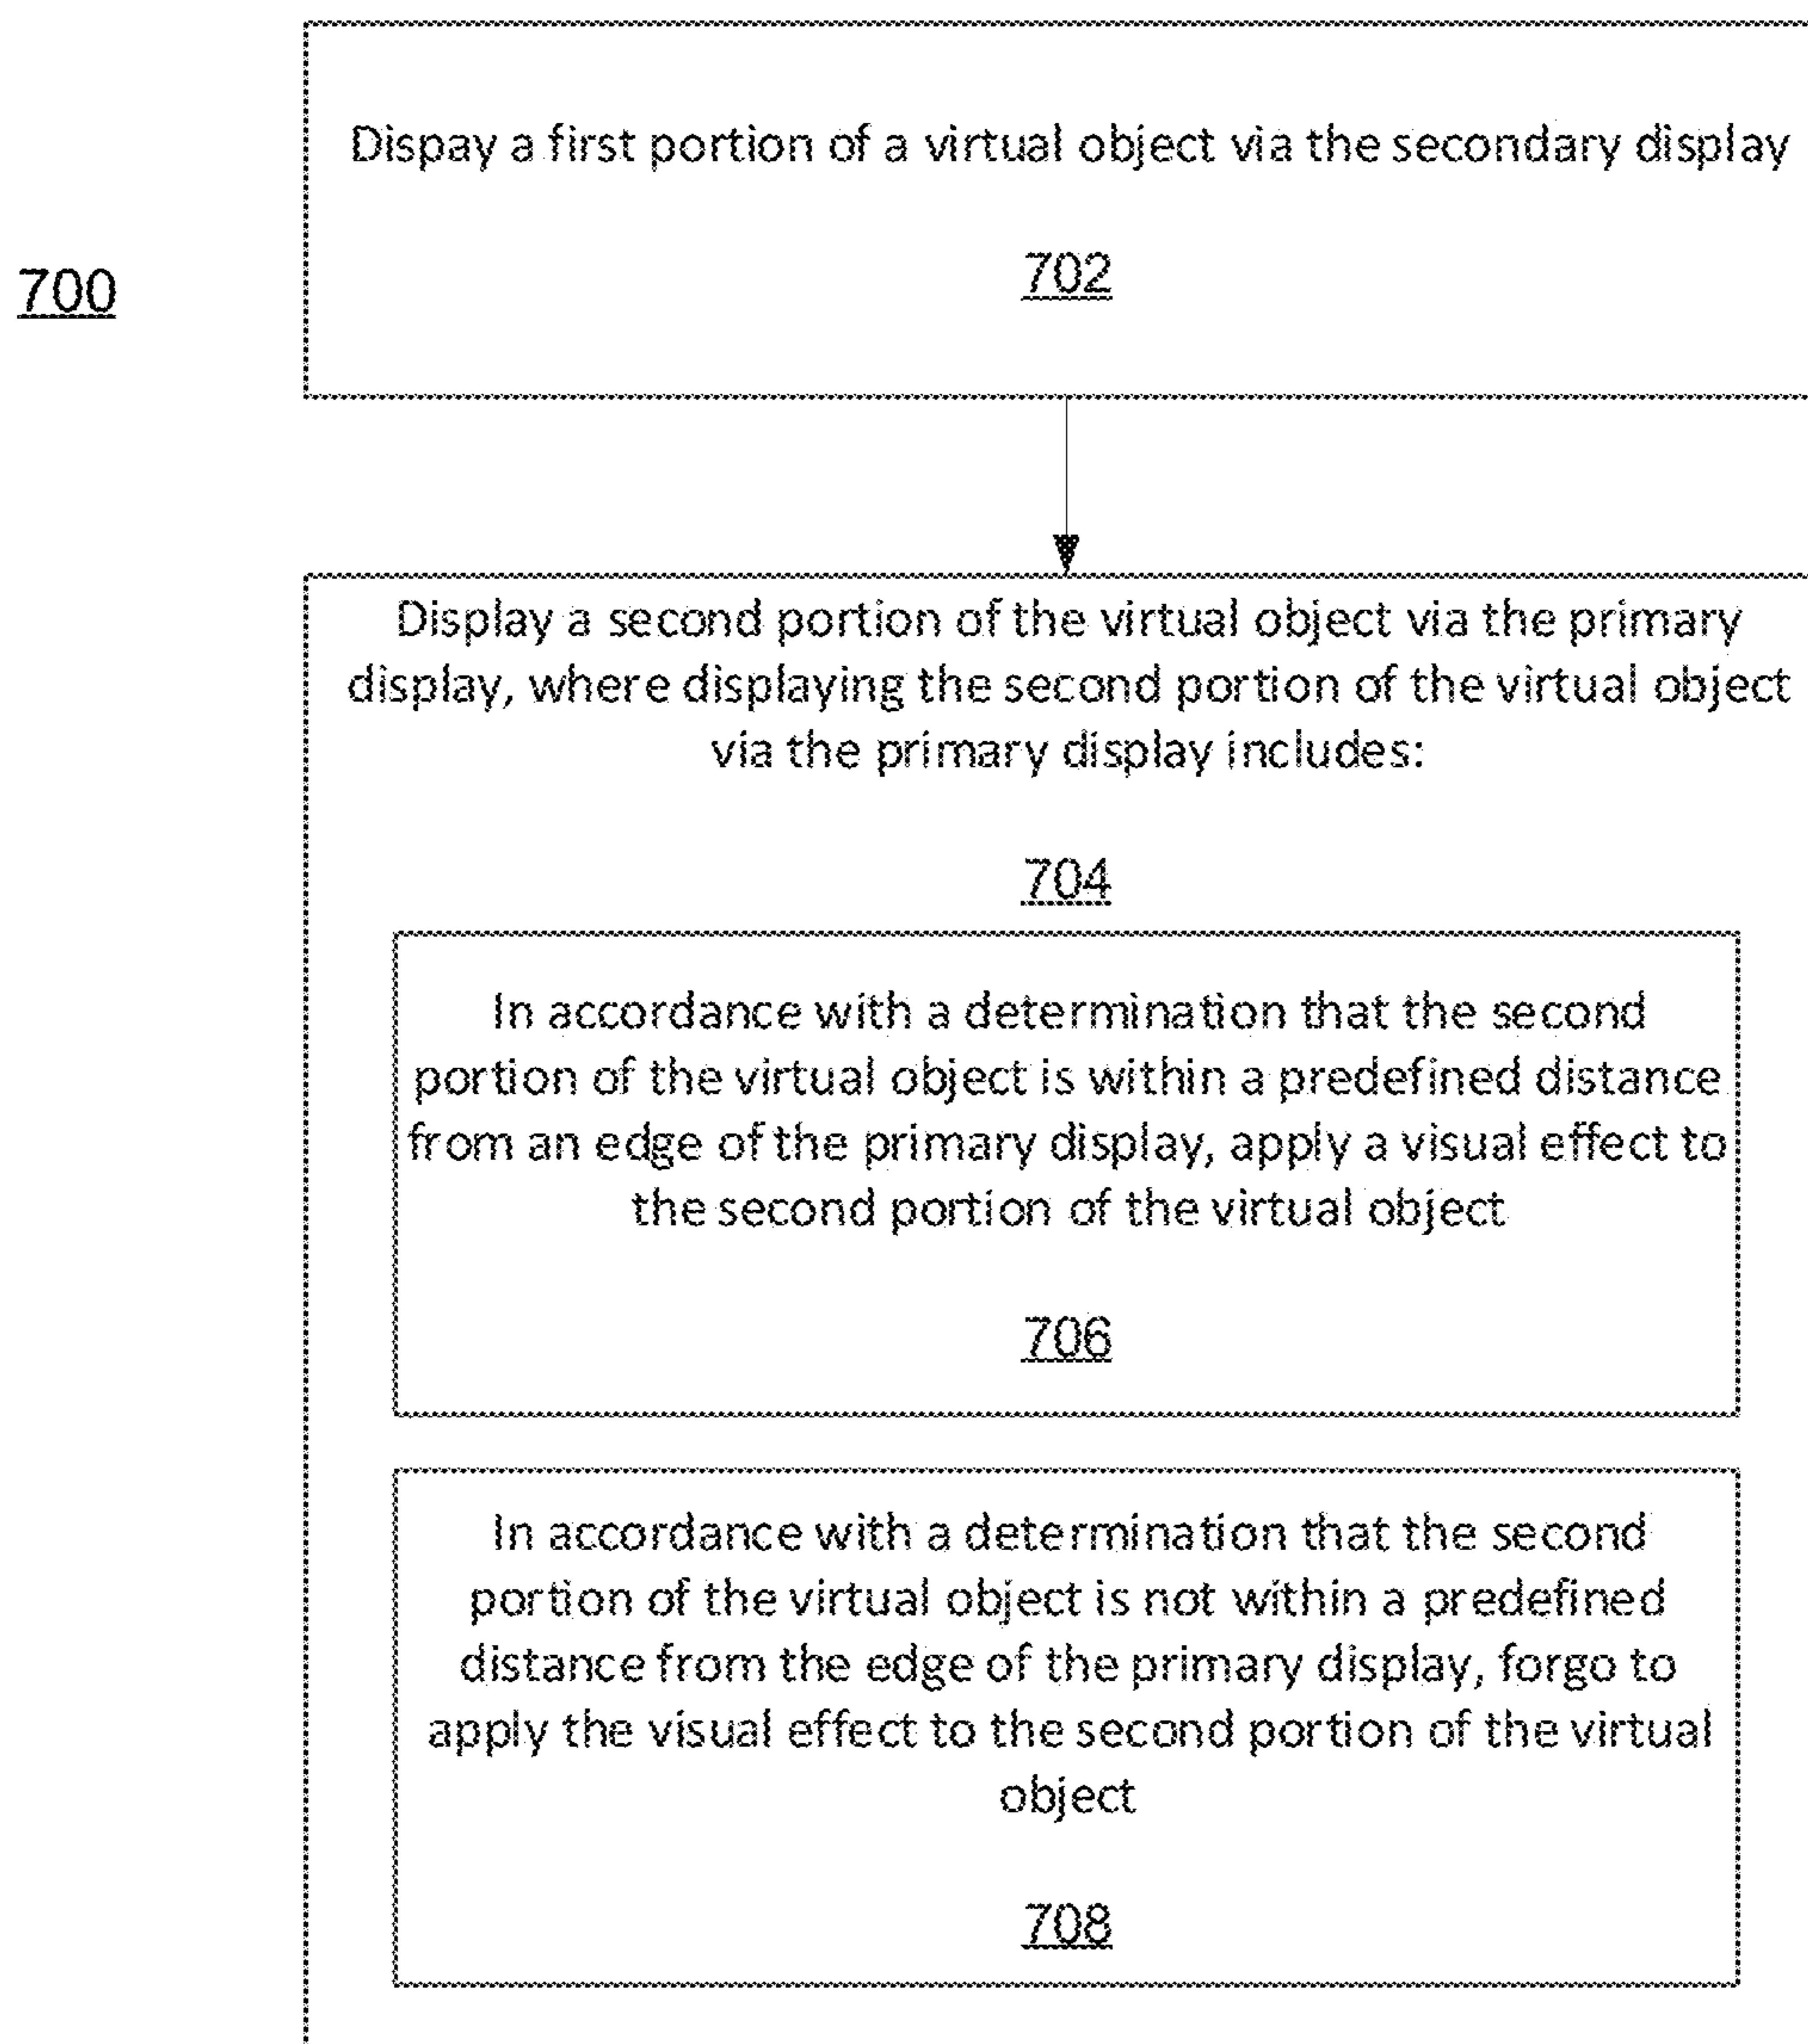 Dispay a first portion of a virtual object via the secondary display
702
700
Display a second portion of the virtual object via the primary
display, where displaying the second portion of the virtual object
via the primary display includes:
704
In accordance with a determination that the second
portion of the virtual object is within a predefined distance
from an edge of the primary display, apply a visual effect to
the second portion of the virtual object
706
In accordance with a determination that the second
portion of the virtual object is not within a predefined
distance from the edge of the primary display, forgo to
apply the visual effect to the second portion of the virtual
object
708